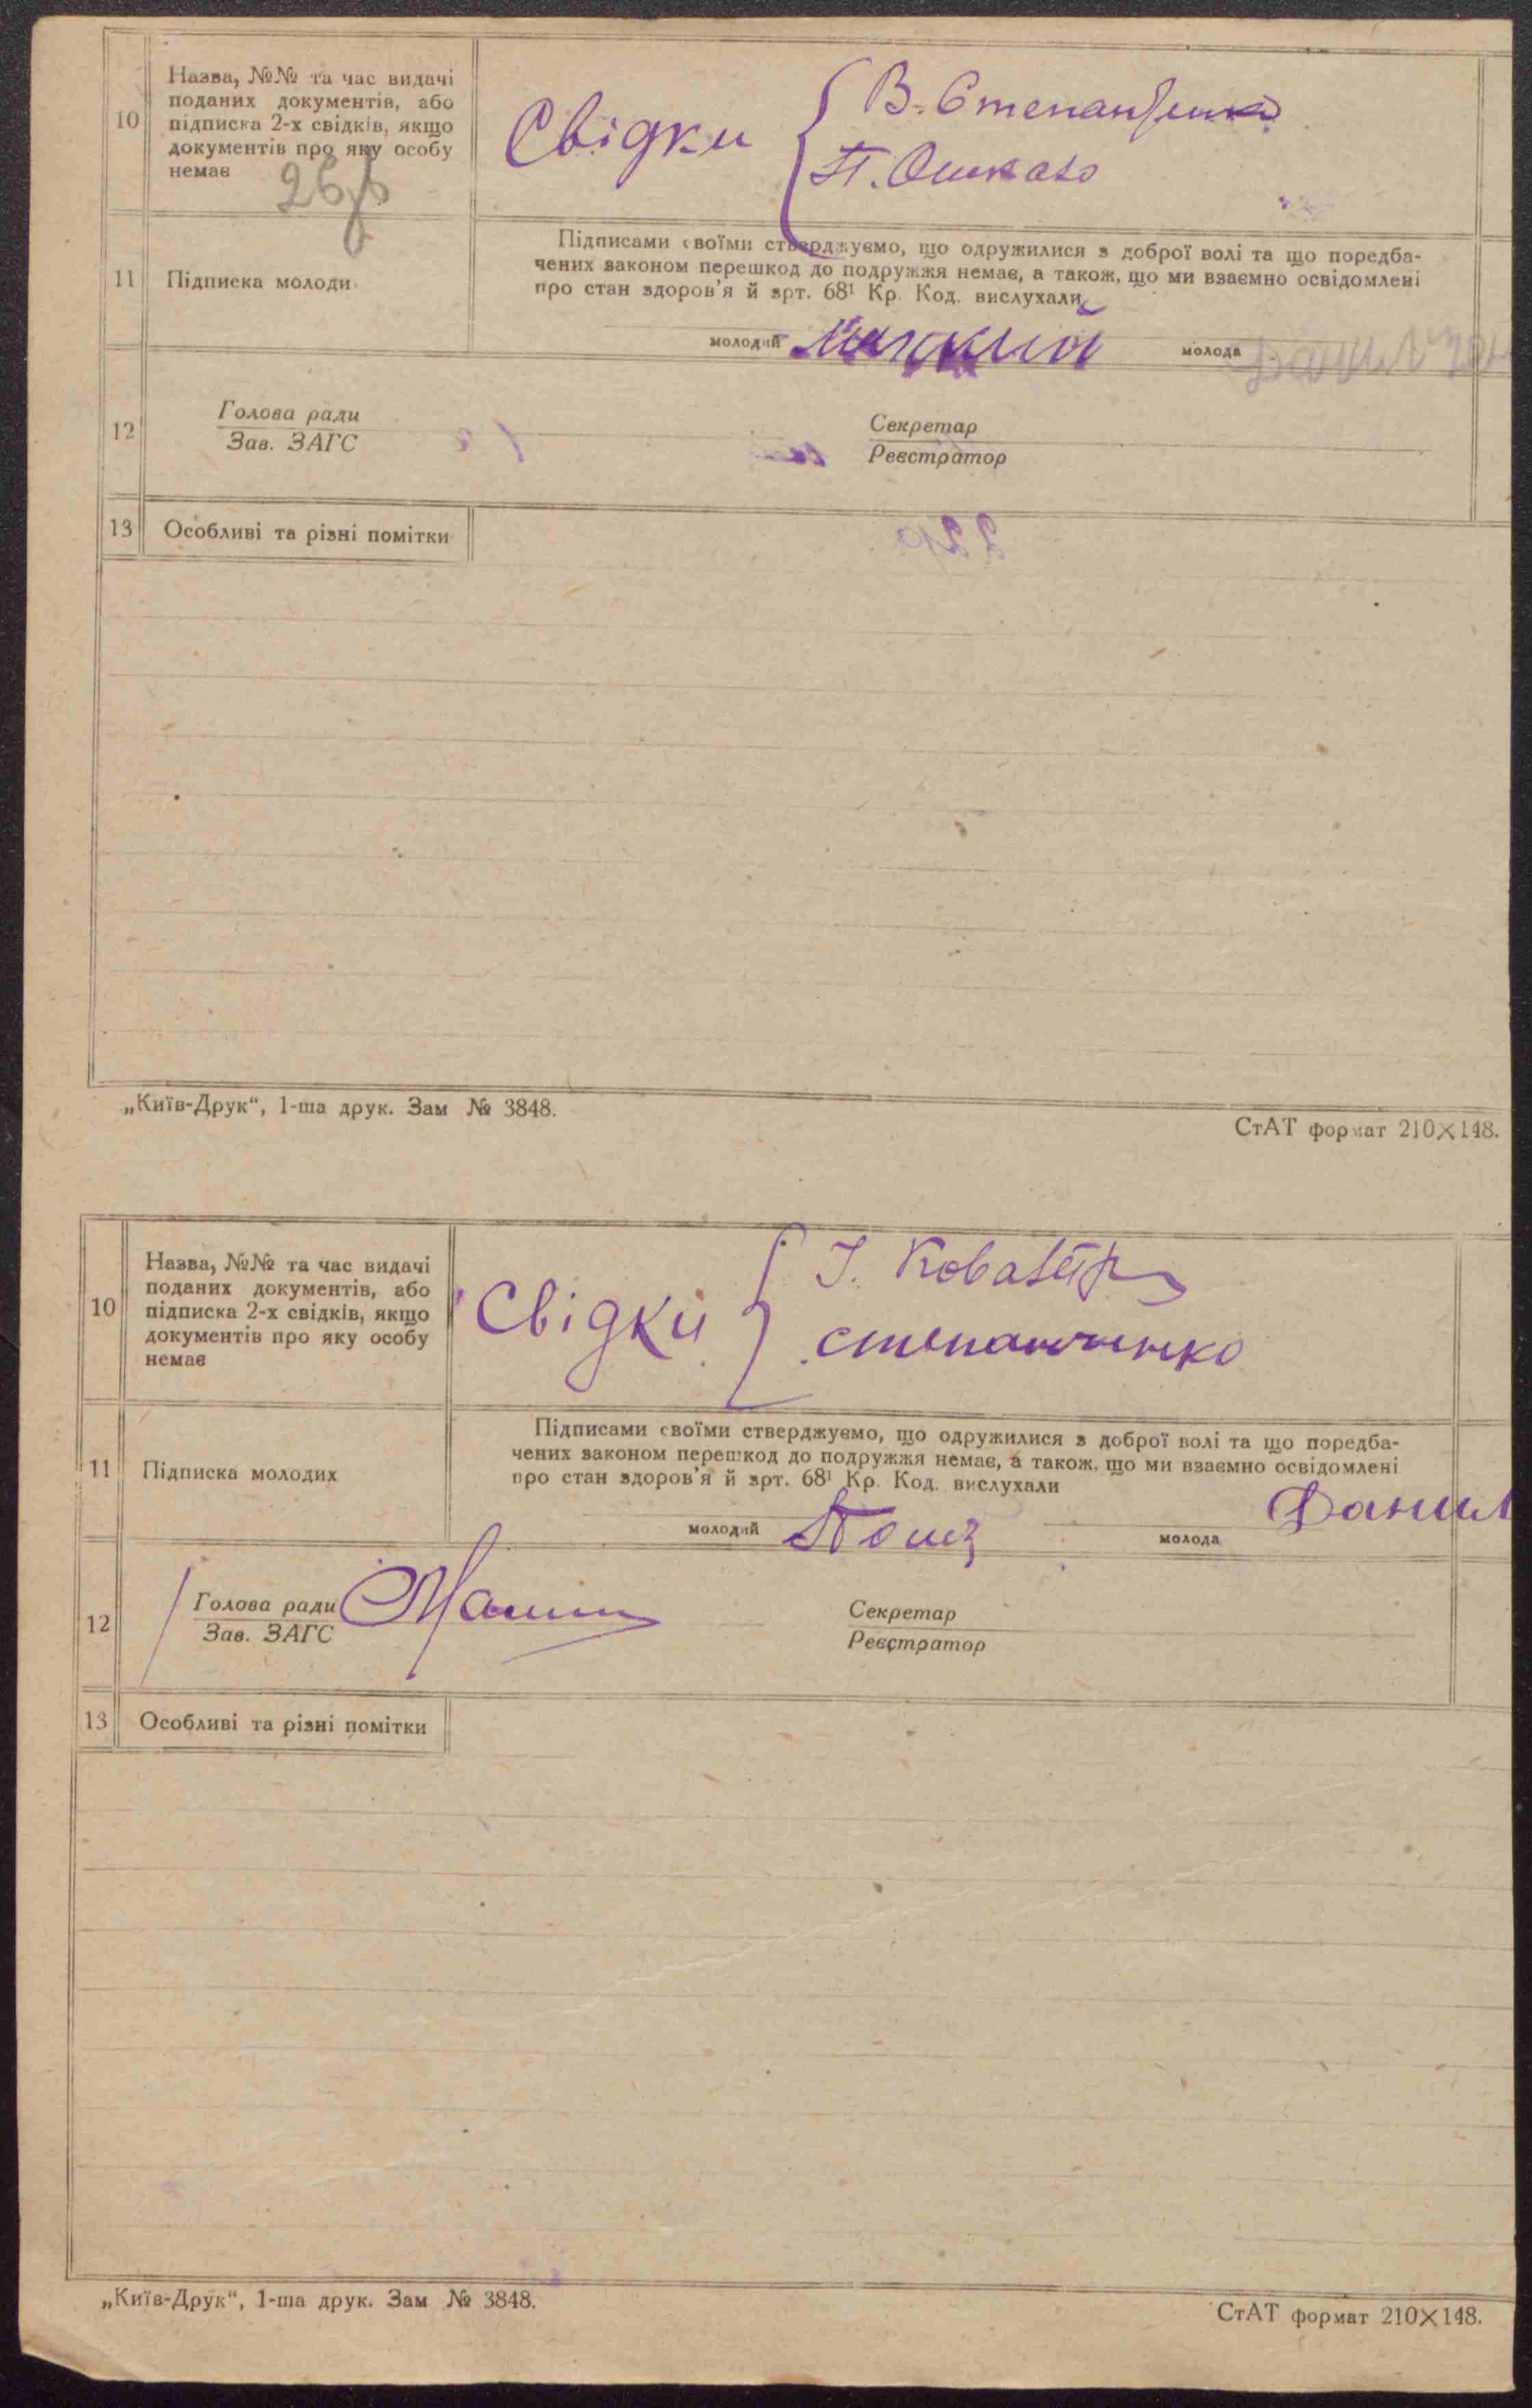 10
Назва, №№ та час видачі
поданих документів, або
підписка 2-х свідків, якщо
документів про яку особу
немає
Свідки
В. Степанченко
П.
11
Підписка молоди
Підписами своїми стверджуємо, що одружилися з доброї волі та що поредба-
чених законом перешкод до подружжя немає, а також, що ми взаємно освідомлені
про стан здоров'я й арт. 68¹ Кр. Код. вислухали
молодий
молода
12
Голова ради
Зав. ЗАГС
Секретар
Реєстратор
13
Особливі та різні помітки
„Київ-Друк“, 1-ша друк. Зам № 3848.
СтАТ формат 210×148.
10
Назва, №№ та час видачі
поданих документів, або
підписка 2-х свідків, якщо
документів про яку особу
немає
Свідки
степанченко
11
Підписка молодих
Підписами своїми стверджуємо, що одружилися з доброї волі та що поредба-
чених законом перешкод до подружжя немає, а також, що ми взаємно освідомлені
про стан здоров'я й арт. 68¹ Кр. Код. вислухали
молодий
молода Данил
12
Голова ради
Зав. ЗАГС
Секретар
Реєстратор
13
Особливі та різні помітки
„Київ-Друк“, 1-ша друк. Зам № 3848.
СтАТ формат 210×148.